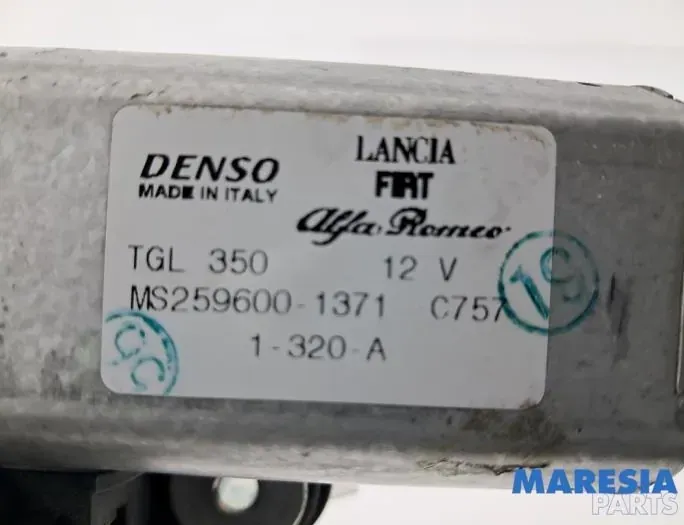 DENSO
MADE IN ITALY
LANCIA
FIAT
Alfa Romeo
TGL 350 12 V
MS259600-1371 C757
1-320-A
QC
MARESIA
PARTS